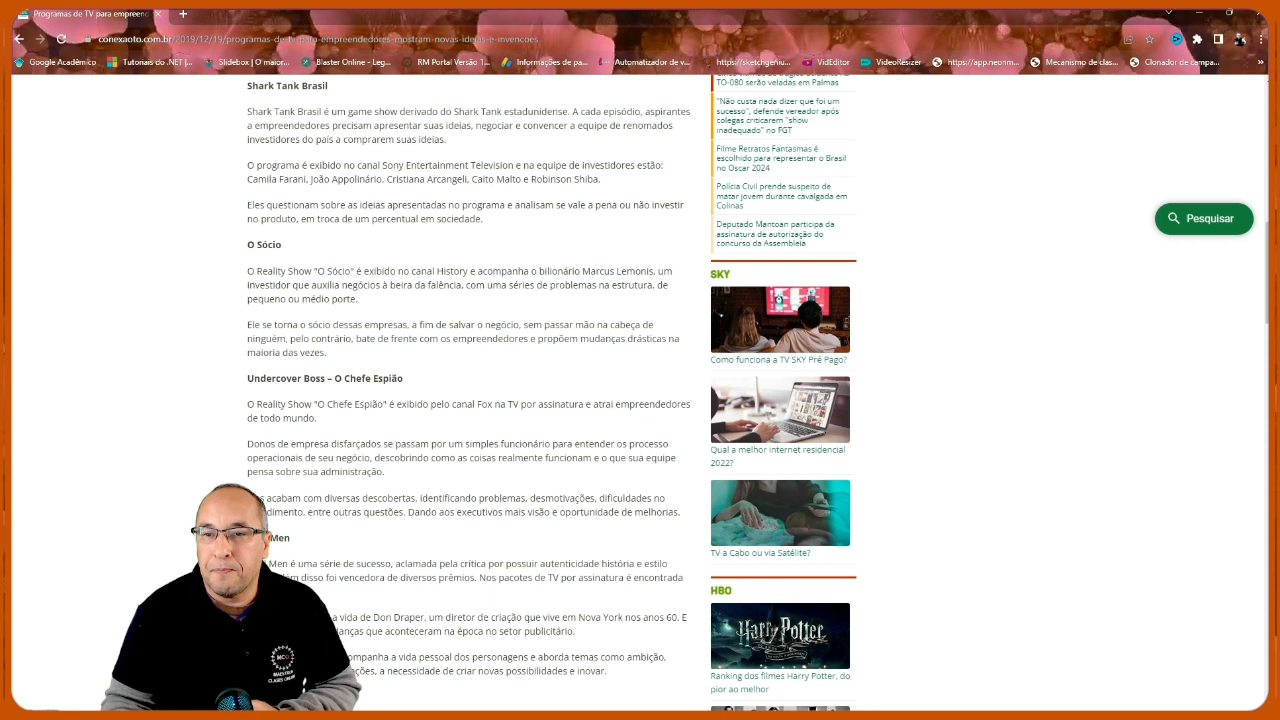 Programas de TV para empreend
conexaoto.com.br/2019/12/19/programas-de-tv-para-empreendedores-mostram-novas-ideias-e-invencoes
Google Acadêmico
Tutoriais do .NET |...
Slidebox | O maior...
Blaster Online - Leg...
RM Portal Versão 1...
Informações de pa...
Automatizador de v...
https://sketchgeniu...
VidEditor
VideoResizer
https://app.neonm...
Mecanismo de clas...
Clonador de campa...
»
Shark Tank Brasil
Shark Tank Brasil é um game show derivado do Shark Tank estadunidense. A cada episódio, aspirantes
a empreendedores precisam apresentar suas ideias, negociar e convencer a equipe de renomados
investidores do país a comprarem suas ideias.
O programa é exibido no canal Sony Entertainment Television e na equipe de investidores estão:
Camila Farani, João Appolinário, Cristiana Arcangeli, Caito Malto e Robinson Shiba.
Eles questionam sobre as ideias apresentadas no programa e analisam se vale a pena ou não investir
no produto, em troca de um percentual em sociedade.
O Sócio
O Reality Show "O Sócio" é exibido no canal History e acompanha o bilionário Marcus Lemonis, um
investidor que auxilia negócios à beira da falência, com uma séries de problemas na estrutura, de
pequeno ou médio porte.
Ele se torna o sócio dessas empresas, a fim de salvar o negócio, sem passar mão na cabeça de
ninguém, pelo contrário, bate de frente com os empreendedores e propõem mudanças drásticas na
maioria das vezes.
Undercover Boss – O Chefe Espião
O Reality Show "O Chefe Espião" é exibido pelo canal Fox na TV por assinatura e atrai empreendedores
de todo mundo.
Donos de empresa disfarçados se passam por um simples funcionário para entender os processo
operacionais de seu negócio, descobrindo como as coisas realmente funcionam e o que sua equipe
pensa sobre sua administração.
acabam com diversas descobertas, identificando problemas, desmotivações, dificuldades no
dimento, entre outras questões. Dando aos executivos mais visão e oportunidade de melhorias.
Men
Men é uma série de sucesso, aclamada pela crítica por possuir autenticidade história e estilo
disso foi vencedora de diversos prêmios. Nos pacotes de TV por assinatura é encontrada
a vida de Don Draper, um diretor de criação que vive em Nova York nos anos 60. E
danças que aconteceram na época no setor publicitário.
ompanha a vida pessoal dos personagens e aborda temas como ambição.
ções, a necessidade de criar novas possibilidades e inovar.
MCO
MAESTRIA
CLASES ONLINE
TO-080 serão veladas em Palmas
"Não custa nada dizer que foi um
sucesso", defende vereador após
colegas criticarem "show
inadequado" no FGT
Filme Retratos Fantasmas é
escolhido para representar o Brasil
no Oscar 2024
Polícia Civil prende suspeito de
matar jovem durante cavalgada em
Colinas
Deputado Mantoan participa da
assinatura de autorização do
concurso da Assembleia
SKY
Como funciona a TV SKY Pré Pago?
Qual a melhor internet residencial
2022?
TV a Cabo ou via Satélite?
HBO
Harry Potter
Ranking dos filmes Harry Potter, do
pior ao melhor
Pesquisar